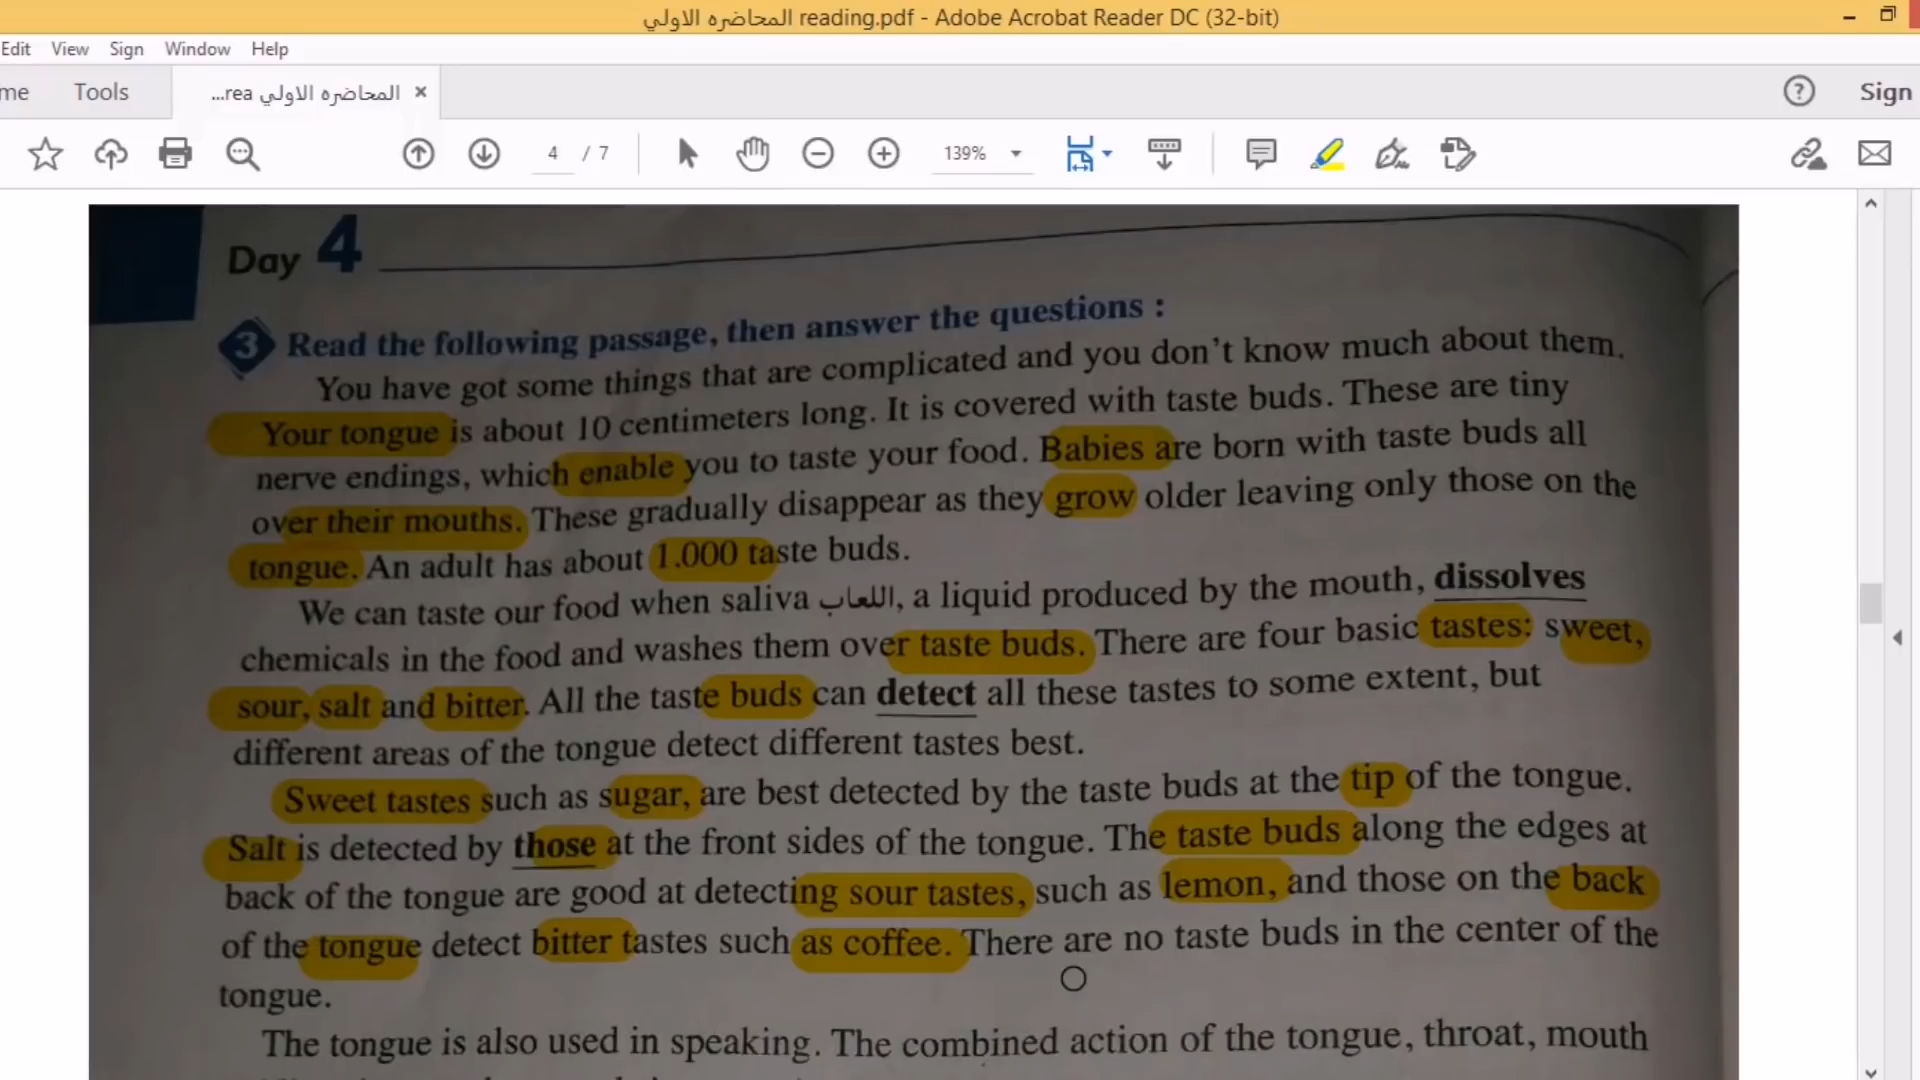 المحاضره الاولي reading.pdf - Adobe Acrobat Reader DC (32-bit)
Edit View Sign Window Help
me Tools المحاضره الاولي rea... × ? Sign
4 / 7 139%
Day 4
3 Read the following passage, then answer the questions :
You have got some things that are complicated and you don't know much about them.
Your tongue is about 10 centimeters long. It is covered with taste buds. These are tiny
nerve endings, which enable you to taste your food. Babies are born with taste buds all
over their mouths. These gradually disappear as they grow older leaving only those on the
tongue. An adult has about 1.000 taste buds.
We can taste our food when saliva اللعاب, a liquid produced by the mouth, dissolves
chemicals in the food and washes them over taste buds. There are four basic tastes: sweet,
sour, salt and bitter. All the taste buds can detect all these tastes to some extent, but
different areas of the tongue detect different tastes best.
Sweet tastes such as sugar, are best detected by the taste buds at the tip of the tongue.
Salt is detected by those at the front sides of the tongue. The taste buds along the edges at
back of the tongue are good at detecting sour tastes, such as lemon, and those on the back
of the tongue detect bitter tastes such as coffee. There are no taste buds in the center of the
tongue.
The tongue is also used in speaking. The combined action of the tongue, throat, mouth